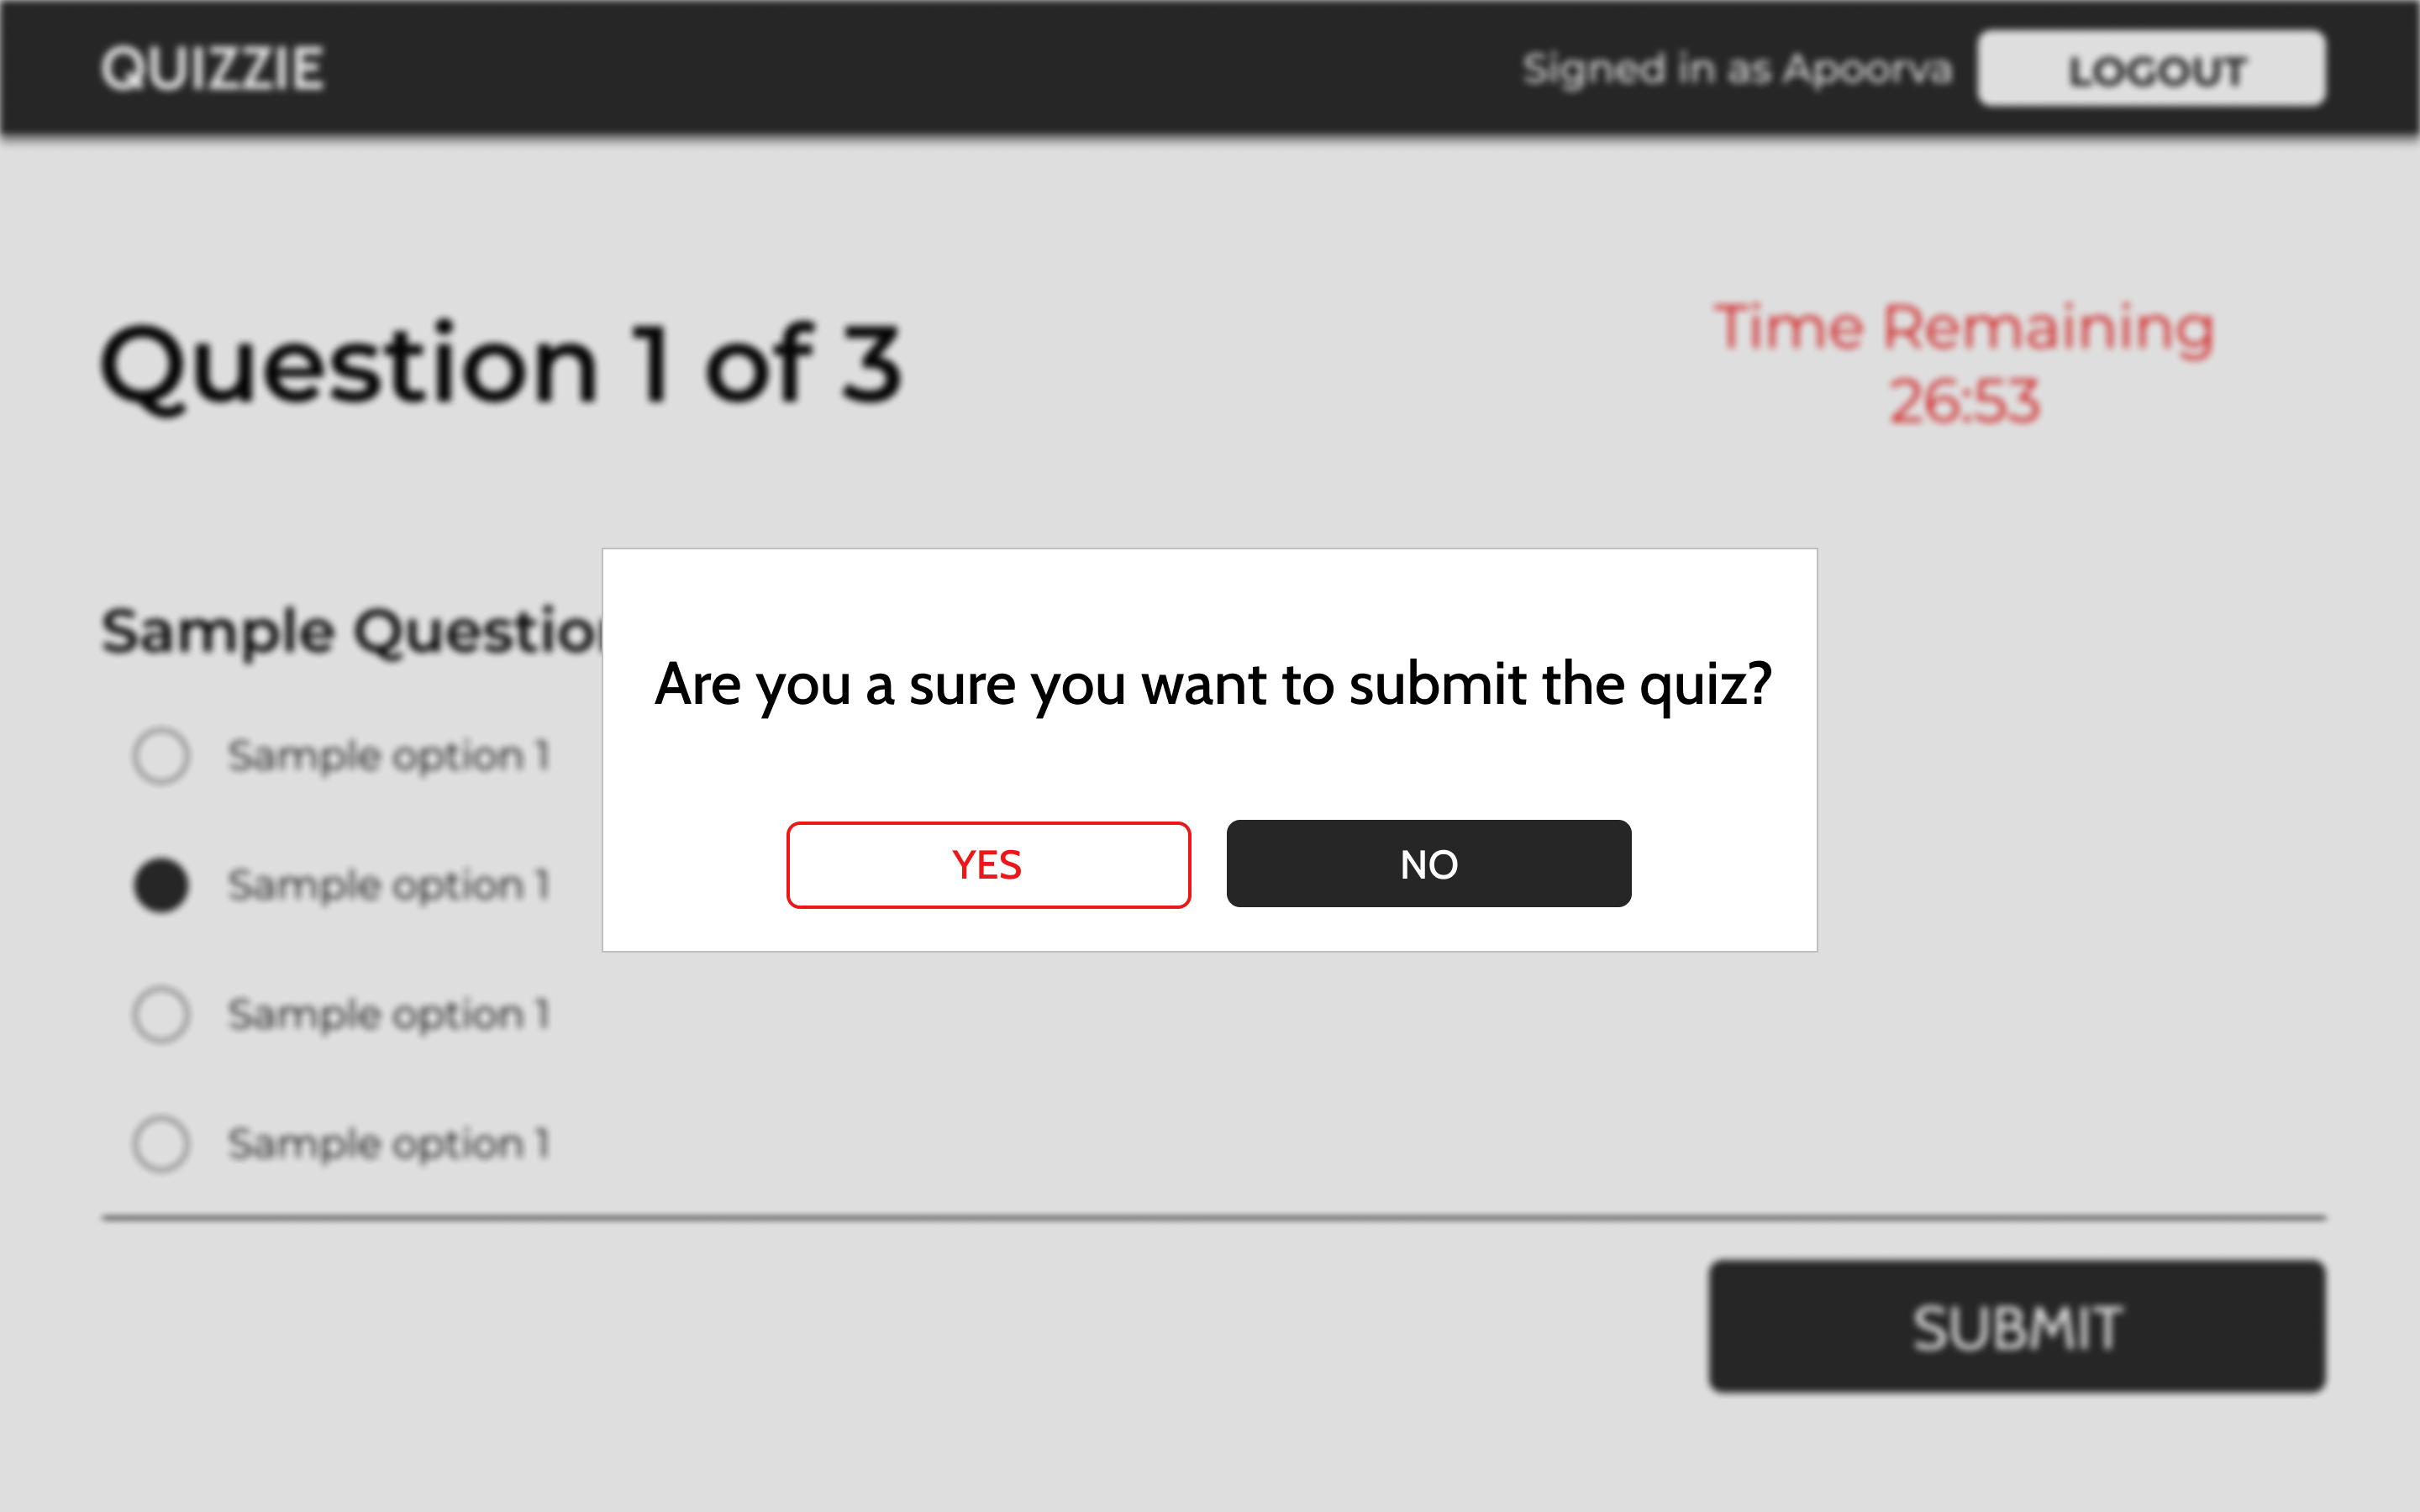 QUIZZIE
Signed in as Apoorva
LOGOUT
Question 1 of 3
Time Remaining
26:53
Sample
Are you a sure you want to submit the quiz?
YES
NO
Sample option 1
Sample option 1
Sample option 1
Sample option 1
SUBMIT